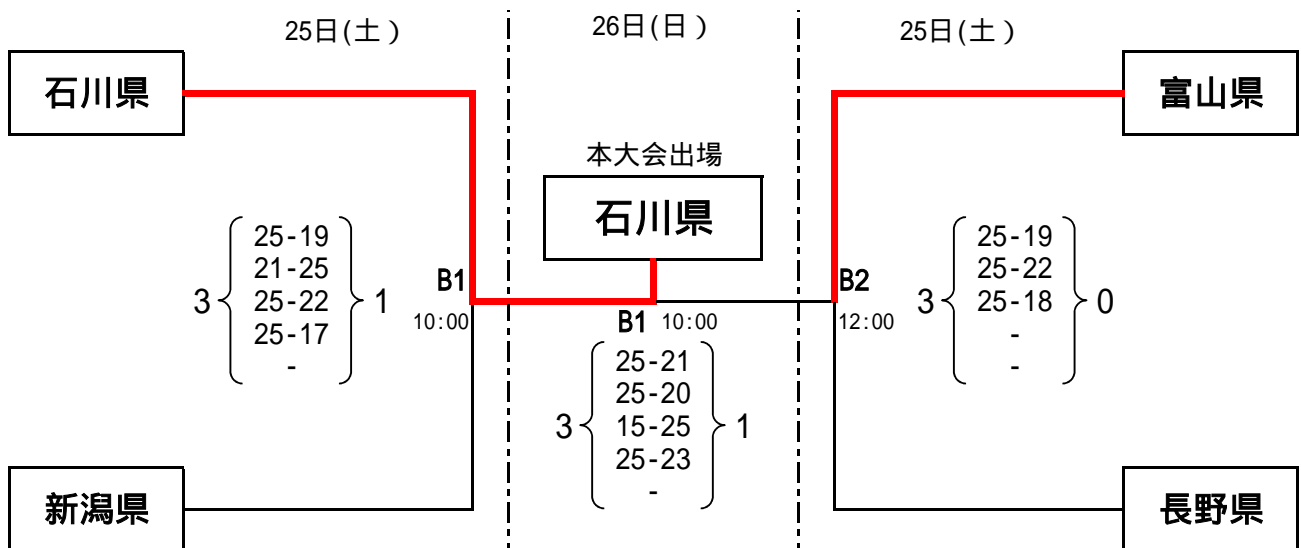 25日(土)
26日(日)
25日(土)
石川県
富山県
本大会出場
石川県
3
25-19
21-25
25-22
25-17
-
1
B1
10:00
B1 10:00
3
25-21
25-20
15-25
25-23
-
1
B2
12:00
3
25-19
25-22
25-18
-
-
0
新潟県
長野県